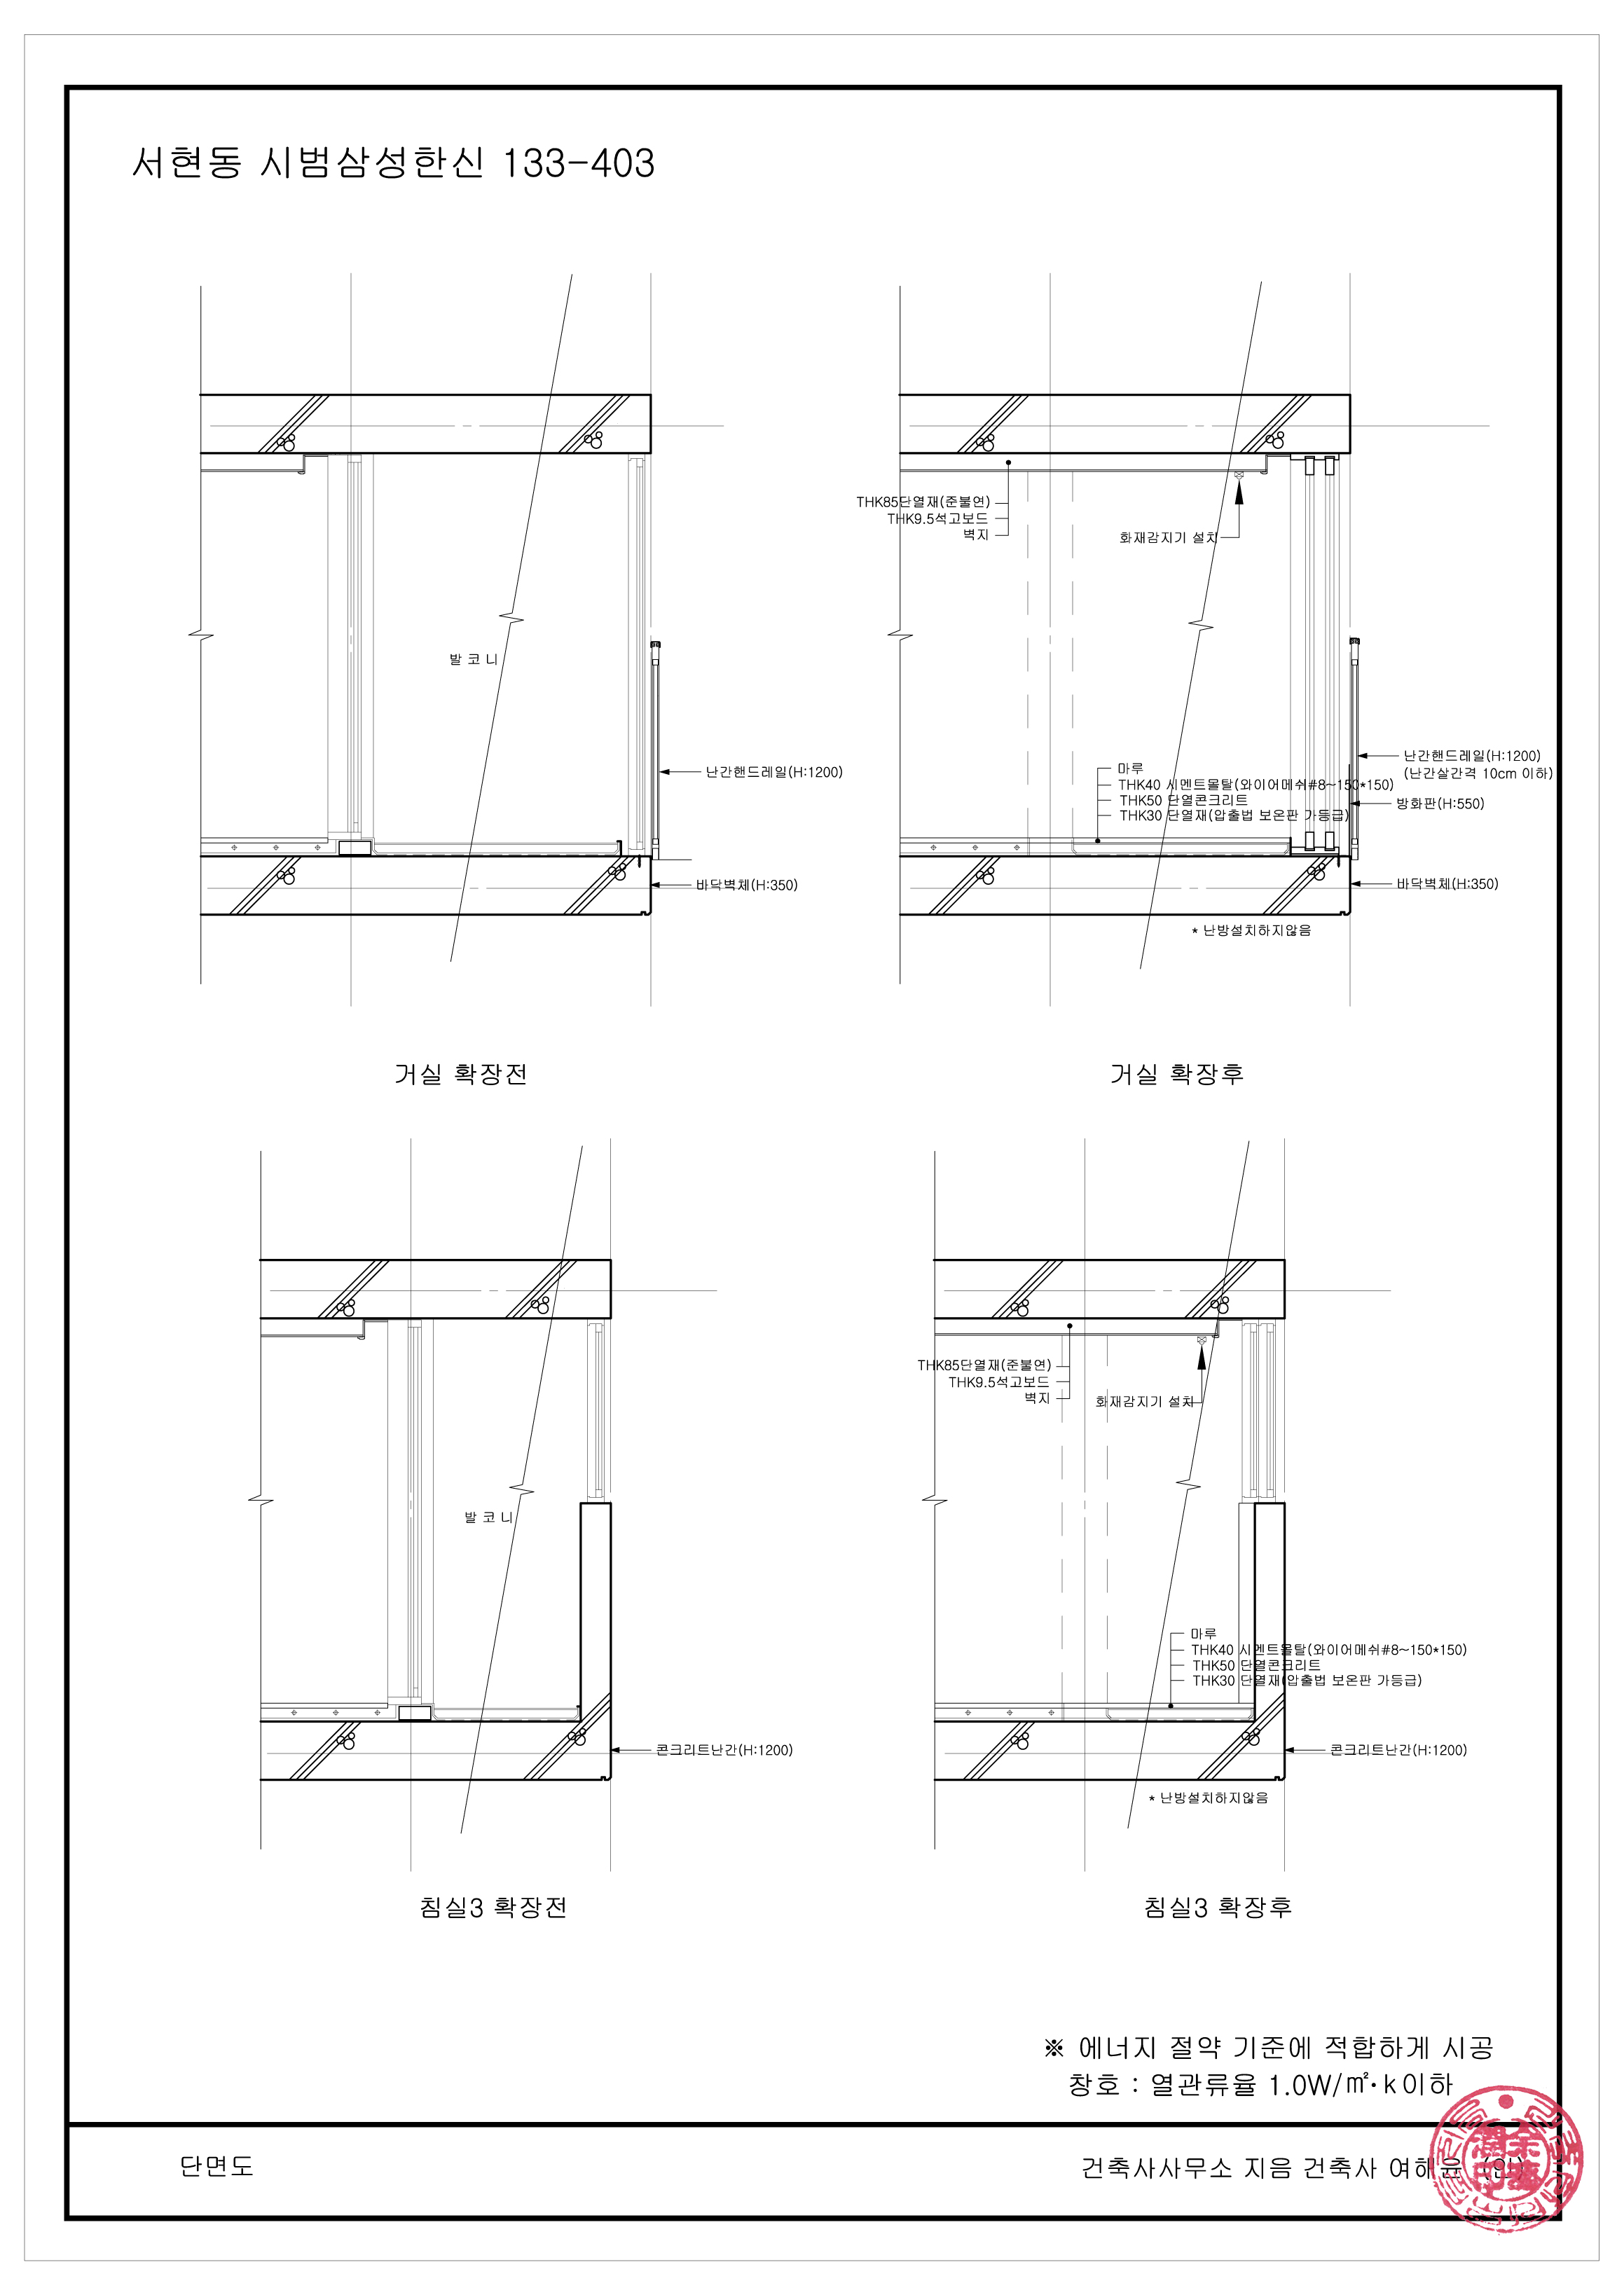 서현동 시범삼성한신 133-403
발 코 니
난간핸드레일(H:1200)
바닥벽체(H:350)
거실 확장전
THK85단열재(준불연)
THK9.5석고보드
벽지
화재감지기 설치
마루
THK40 시멘트몰탈(와이어메쉬#8~150*150)
THK50 단열콘크리트
THK30 단열재(압출법 보온판 가등급)
난간핸드레일(H:1200)
(난간살간격 10cm 이하)
방화판(H:550)
바닥벽체(H:350)
* 난방설치하지않음
거실 확장후
발 코 니
콘크리트난간(H:1200)
침실3 확장전
THK85단열재(준불연)
THK9.5석고보드
벽지
화재감지기 설치
마루
THK40 시멘트몰탈(와이어메쉬#8~150*150)
THK50 단열콘크리트
THK30 단열재(압출법 보온판 가등급)
콘크리트난간(H:1200)
* 난방설치하지않음
침실3 확장후
※ 에너지 절약 기준에 적합하게 시공
창호 : 열관류율 1.0W/㎡·k이하
단면도
건축사사무소 지음 건축사 여해윤 (인)